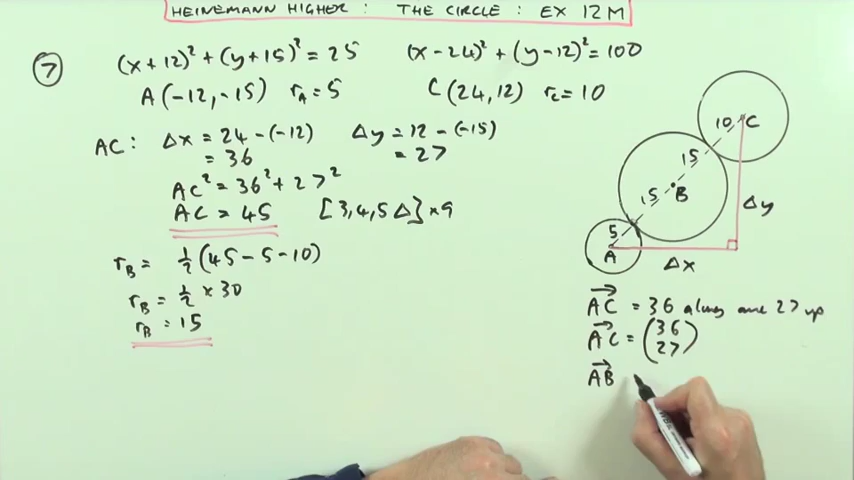 HEINEMANN HIGHER : THE CIRCLE : EX 12M
7
(x+12)²+(y+15)²=25 (x-24)²+(y-12)²=100
A(-12,-15) r_A=5 C(24,12) r_C=10
AC: Δx = 24-(-12) Δy = 12-(-15)
= 36 = 27
AC² = 36²+27²
AC = 45 [3,4,5 Δ]×9
r_B = ½(45-5-10)
r_B = ½×30
r_B = 15
10 C
15
15 B
5
A
Δy
Δx
→AC = 36 along and 27 up
→AC = (36 27)
→AB